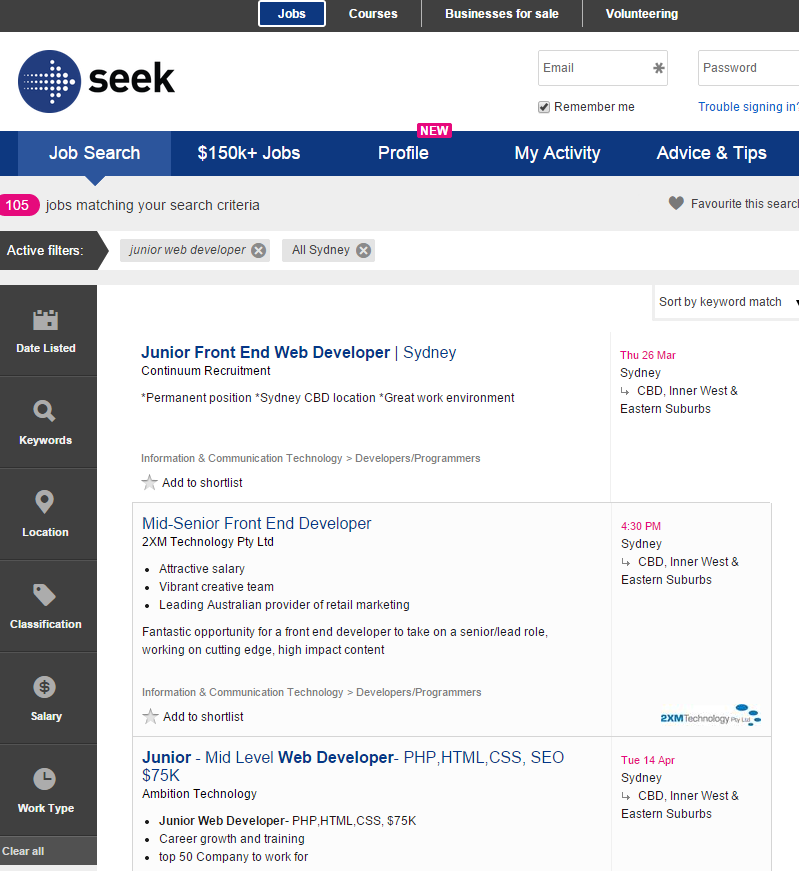 Jobs Courses Businesses for sale Volunteering
seek
Email Password
Remember me Trouble signing in?
NEW
Job Search $150k+ Jobs Profile My Activity Advice & Tips
105 jobs matching your search criteria Favourite this search
Active filters: junior web developer All Sydney
Sort by keyword match
Date Listed
Keywords
Location
Classification
Salary
Work Type
Clear all
Junior Front End Web Developer | Sydney
Continuum Recruitment
*Permanent position *Sydney CBD location *Great work environment
Information & Communication Technology > Developers/Programmers
Add to shortlist
Thu 26 Mar
Sydney
CBD, Inner West &
Eastern Suburbs
Mid-Senior Front End Developer
2XM Technology Pty Ltd
Attractive salary
Vibrant creative team
Leading Australian provider of retail marketing
Fantastic opportunity for a front end developer to take on a senior/lead role,
working on cutting edge, high impact content
Information & Communication Technology > Developers/Programmers
Add to shortlist
4:30 PM
Sydney
CBD, Inner West &
Eastern Suburbs
2XMTechnology Pty Ltd
Junior - Mid Level Web Developer- PHP,HTML,CSS, SEO
$75K
Ambition Technology
Junior Web Developer- PHP,HTML,CSS, $75K
Career growth and training
top 50 Company to work for
Tue 14 Apr
Sydney
CBD, Inner West &
Eastern Suburbs